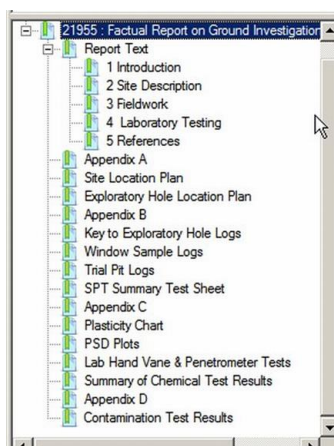 21955 : Factual Report on Ground Investigation
Report Text
1 Introduction
2 Site Description
3 Fieldwork
4 Laboratory Testing
5 References
Appendix A
Site Location Plan
Exploratory Hole Location Plan
Appendix B
Key to Exploratory Hole Logs
Window Sample Logs
Trial Pit Logs
SPT Summary Test Sheet
Appendix C
Plasticity Chart
PSD Plots
Lab Hand Vane & Penetrometer Tests
Summary of Chemical Test Results
Appendix D
Contamination Test Results